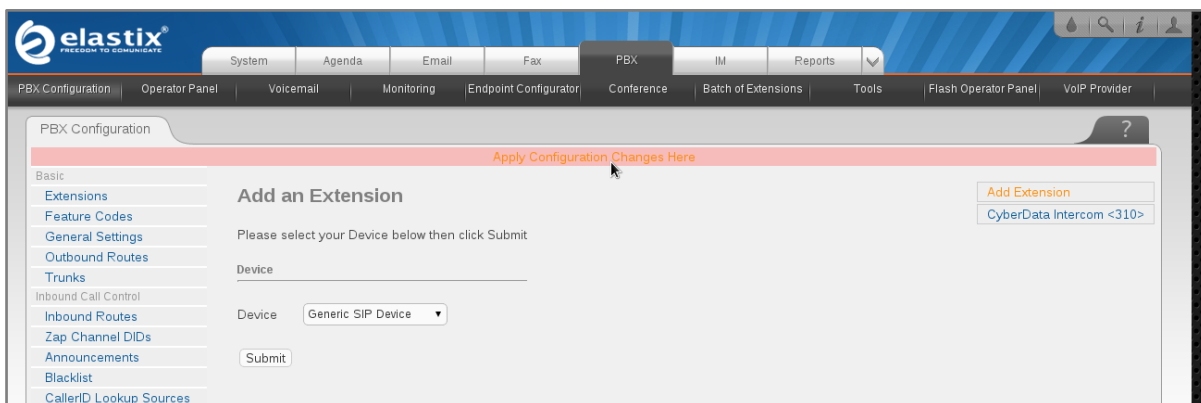 elastix®
FREEDOM TO COMUNICATE
System Agenda Email Fax PBX IM Reports
PBX Configuration Operator Panel Voicemail Monitoring Endpoint Configurator Conference Batch of Extensions Tools Flash Operator Panel VoIP Provider
PBX Configuration ?
Apply Configuration Changes Here
Basic
Extensions
Feature Codes
General Settings
Outbound Routes
Trunks
Inbound Call Control
Inbound Routes
Zap Channel DIDs
Announcements
Blacklist
CallerID Lookup Sources
Add an Extension
Please select your Device below then click Submit
Device
Device Generic SIP Device
Submit
Add Extension
CyberData Intercom <310>